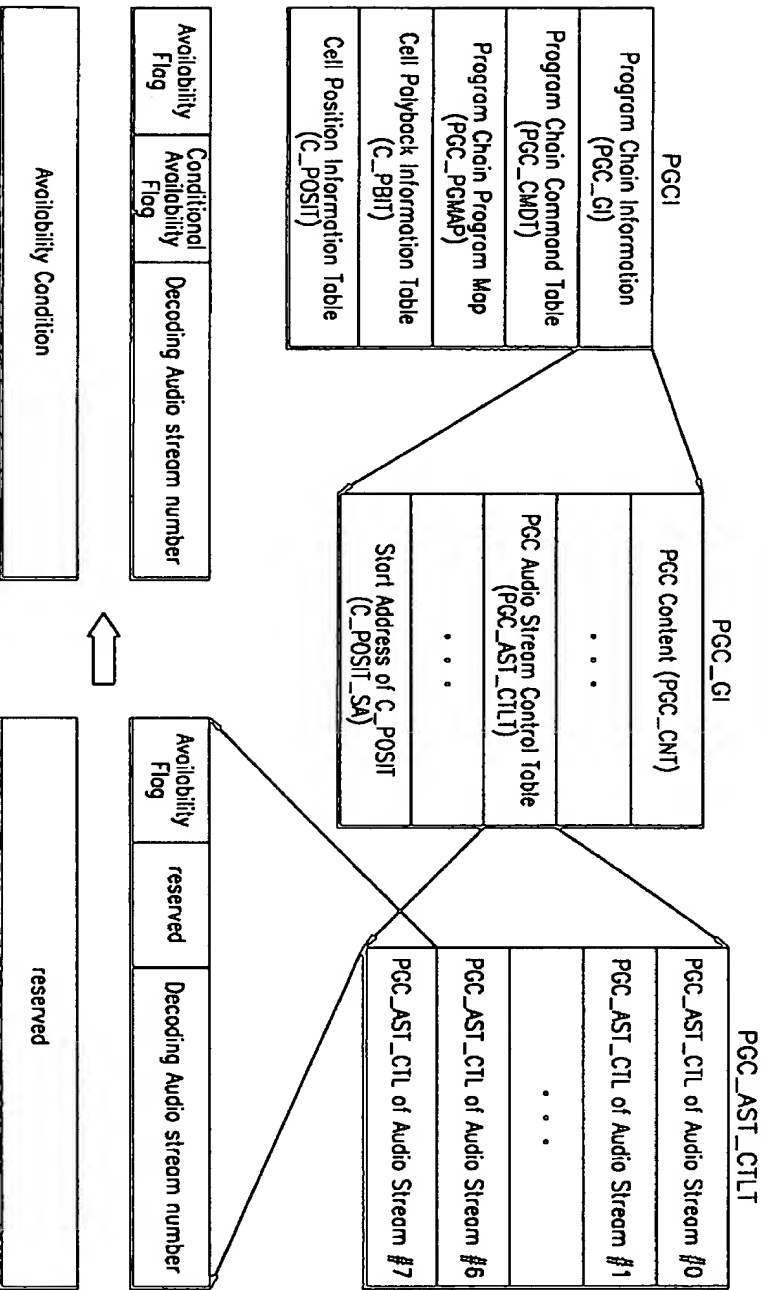 PGCI
Program Chain Information
(PGC_GI)
Program Chain Command Table
(PGC_CMDT)
Program Chain Program Map
(PGC_PGMAP)
Cell Palyback Information Table
(C_PBIT)
Cell Position Information Table
(C_POSIT)
PGC_GI
PGC Content (PGC_CNT)
. . .
PGC Audio Stream Control Table
(PGC_AST_CTLT)
. . .
Start Address of C_POSIT
(C_POSIT_SA)
PGC_AST_CTLT
PGC_AST_CTL of Audio Stream #0
PGC_AST_CTL of Audio Stream #1
. . .
PGC_AST_CTL of Audio Stream #6
PGC_AST_CTL of Audio Stream #7
Availability
Flag
Conditional
Availability
Flag
Decoding Audio stream number
Availability Condition
Availability
Flag
reserved
Decoding Audio stream number
reserved